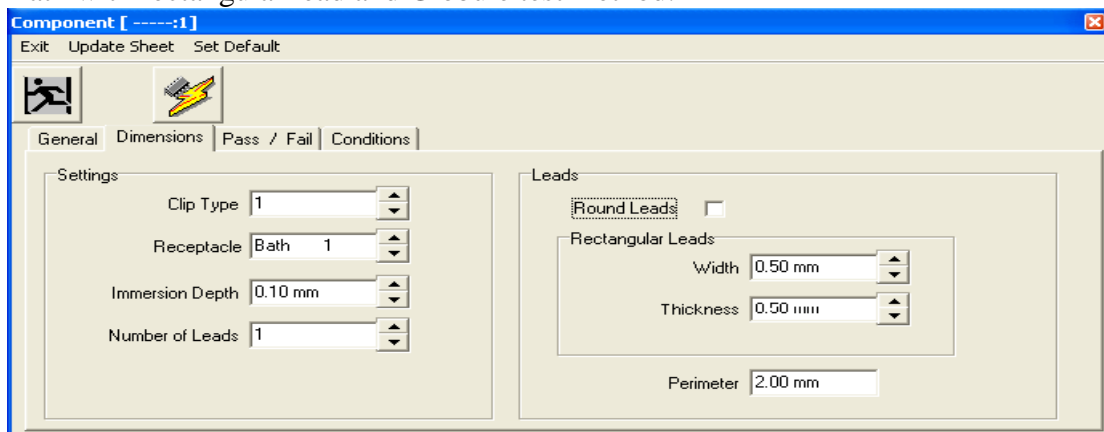 Component [ -----:1]
Exit Update Sheet Set Default
General Dimensions Pass / Fail Conditions
Settings
Clip Type 1
Receptacle Bath 1
Immersion Depth 0.10 mm
Number of Leads 1
Leads
Round Leads
Rectangular Leads
Width 0.50 mm
Thickness 0.50 mm
Perimeter 2.00 mm